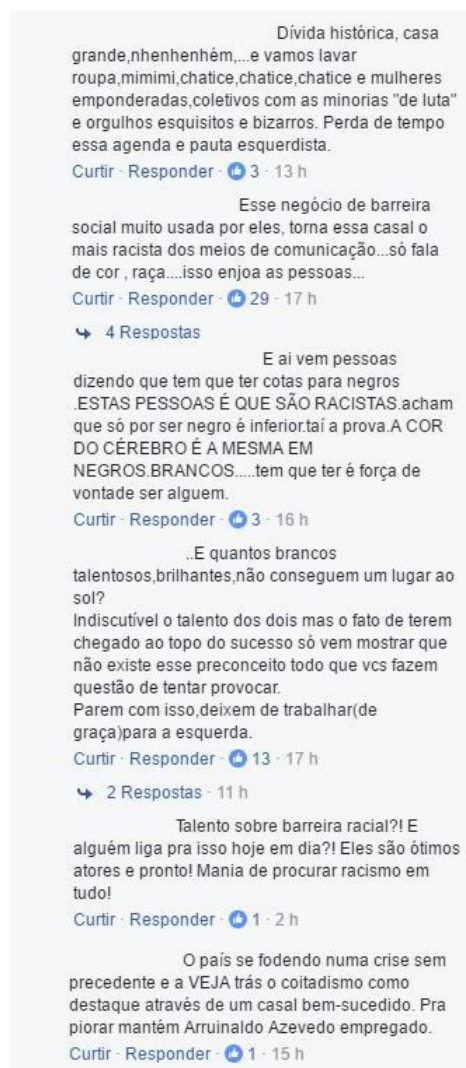 Dívida histórica, casa
grande,nhenhenhém,...e vamos lavar
roupa,mimimi,chatice,chatice,chatice e mulheres
emponderadas,coletivos com as minorias "de luta"
e orgulhos esquisitos e bizarros. Perda de tempo
essa agenda e pauta esquerdista.
Curtir · Responder · 3 · 13 h
Esse negócio de barreira
social muito usada por eles, torna essa casal o
mais racista dos meios de comunicação...só fala
de cor , raça....isso enjoa as pessoas...
Curtir · Responder · 29 · 17 h
4 Respostas
E ai vem pessoas
dizendo que tem que ter cotas para negros
.ESTAS PESSOAS É QUE SÃO RACISTAS.acham
que só por ser negro é inferior.taí a prova.A COR
DO CÉREBRO É A MESMA EM
NEGROS.BRANCOS.....tem que ter é força de
vontade ser alguem.
Curtir · Responder · 3 · 16 h
..E quantos brancos
talentosos,brilhantes,não conseguem um lugar ao
sol?
Indiscutível o talento dos dois mas o fato de terem
chegado ao topo do sucesso só vem mostrar que
não existe esse preconceito todo que vcs fazem
questão de tentar provocar.
Parem com isso,deixem de trabalhar(de
graça)para a esquerda.
Curtir · Responder · 13 · 17 h
2 Respostas · 11 h
Talento sobre barreira racial?! E
alguém liga pra isso hoje em dia?! Eles são ótimos
atores e pronto! Mania de procurar racismo em
tudo!
Curtir · Responder · 1 · 2 h
O país se fodendo numa crise sem
precedente e a VEJA trás o coitadismo como
destaque através de um casal bem-sucedido. Pra
piorar mantém Arruinaldo Azevedo empregado.
Curtir · Responder · 1 · 15 h